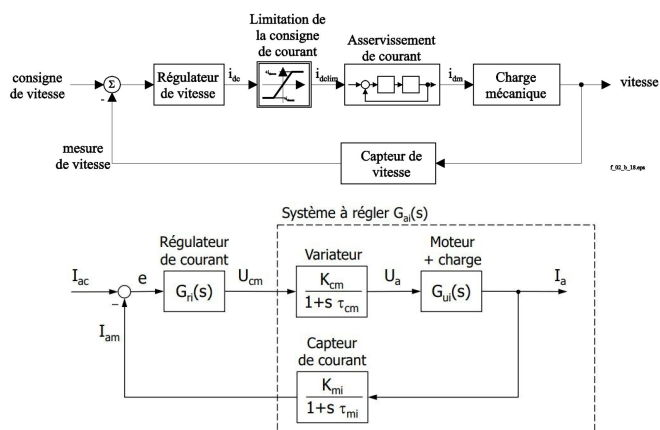 Limitation de
la consigne
de courant
Asservissement
de courant
consigne
de vitesse
Σ
-
Régulateur
de vitesse
i_dc
i_dclim
i_dm
Charge
mécanique
vitesse
mesure
de vitesse
Capteur de
vitesse
f_02_b_18.eps
Système à régler G_ai(s)
Régulateur
de courant
Variateur
Moteur
+ charge
I_ac
e
G_ri(s)
U_cm
K_cm
1+s τ_cm
U_a
G_ui(s)
I_a
I_am
Capteur
de courant
K_mi
1+s τ_mi